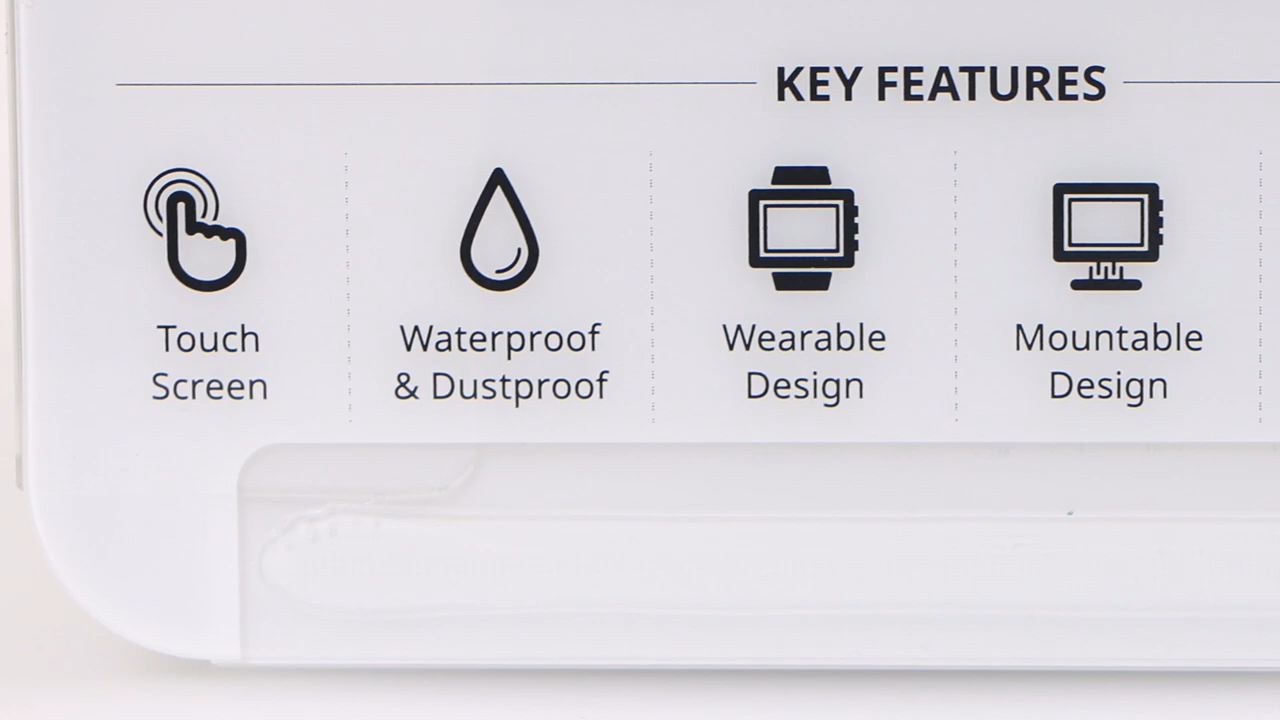 KEY FEATURES
Touch
Screen
Waterproof
& Dustproof
Wearable
Design
Mountable
Design